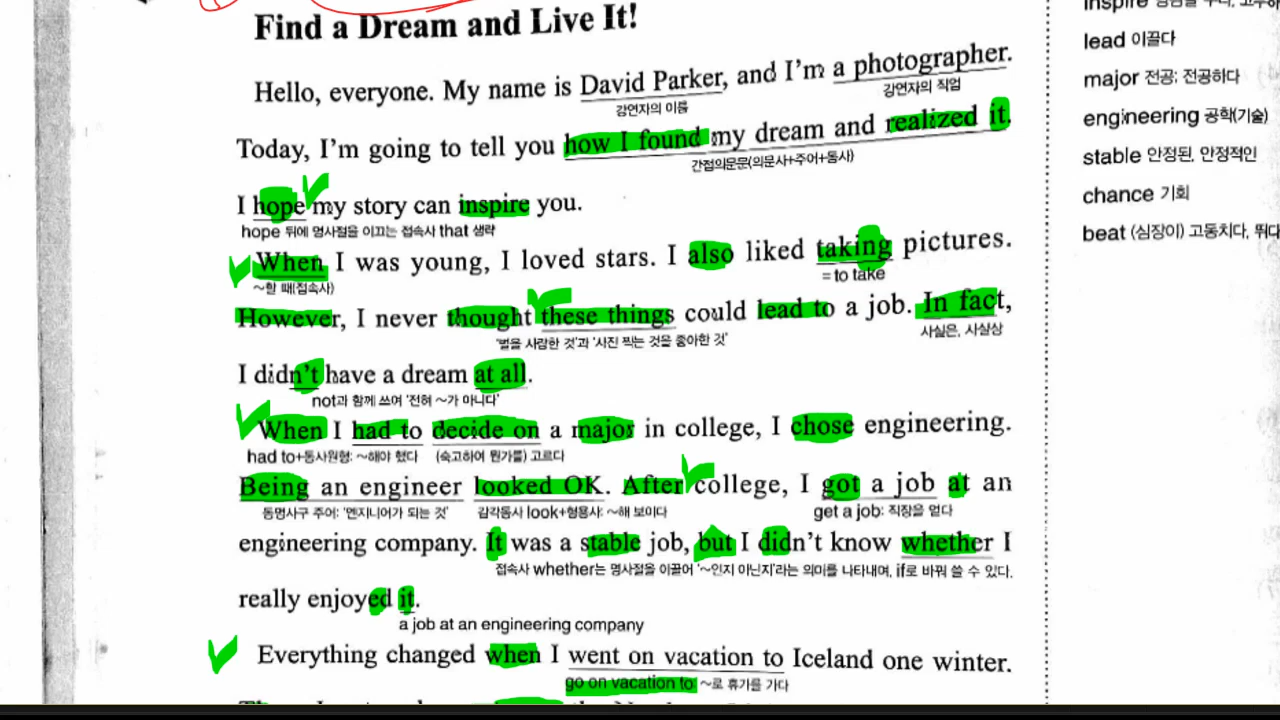 Find a Dream and Live It!
Hello, everyone. My name is David Parker, and I'm a photographer.
강연자의 이름
강연자의 직업
Today, I'm going to tell you how I found my dream and realized it.
간접의문문(의문사+주어+동사)
I hope my story can inspire you.
hope 뒤에 명사절을 이끄는 접속사 that 생략
When I was young, I loved stars. I also liked taking pictures.
~할 때(접속사)
= to take
However, I never thought these things could lead to a job. In fact,
'별을 사랑한 것'과 '사진 찍는 것을 좋아한 것'
사실은, 사실상
I didn't have a dream at all.
not과 함께 쓰여 '전혀 ~가 아니다'
When I had to decide on a major in college, I chose engineering.
had to+동사원형: ~해야 했다
(숙고하여 뭔가를) 고르다
Being an engineer looked OK. After college, I got a job at an
동명사구 주어: '엔지니어가 되는 것'
감각동사 look+형용사: ~해 보이다
get a job: 직장을 얻다
engineering company. It was a stable job, but I didn't know whether I
접속사 whether는 명사절을 이끌어 '~인지 아닌지'라는 의미를 나타내며, if로 바꿔 쓸 수 있다.
really enjoyed it.
a job at an engineering company
Everything changed when I went on vacation to Iceland one winter.
go on vacation to ~로 휴가를 가다
inspire
lead 이끌다
major 전공; 전공하다
engineering 공학(기술)
stable 안정된, 안정적인
chance 기회
beat (심장이) 고동치다, 뛰다